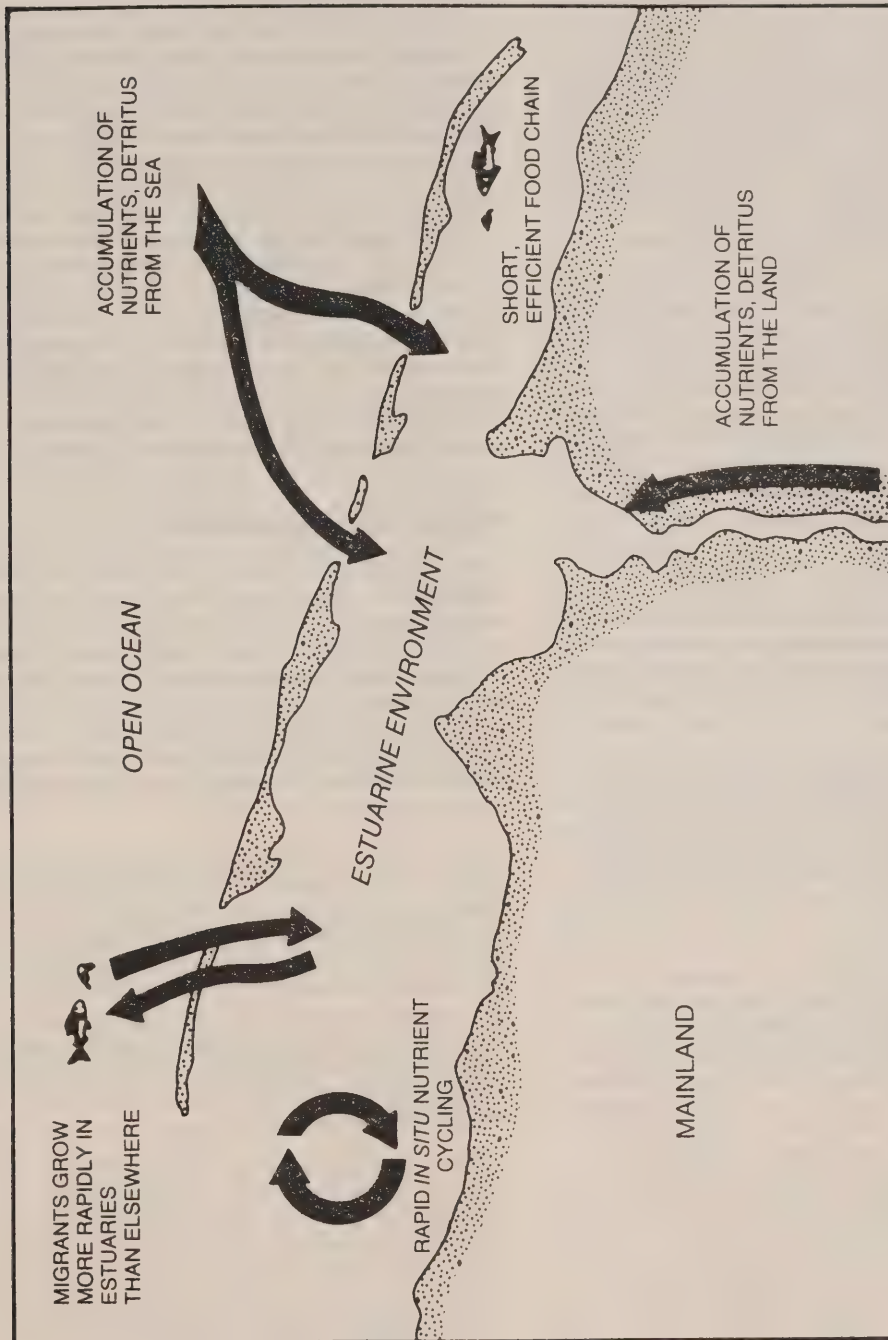 MIGRANTS GROW
MORE RAPIDLY IN
ESTUARIES
THAN ELSEWHERE
OPEN OCEAN
ACCUMULATION OF
NUTRIENTS, DETRITUS
FROM THE SEA
RAPID IN SITU NUTRIENT
CYCLING
ESTUARINE ENVIRONMENT
SHORT,
EFFICIENT FOOD CHAIN
MAINLAND
ACCUMULATION OF
NUTRIENTS, DETRITUS
FROM THE LAND